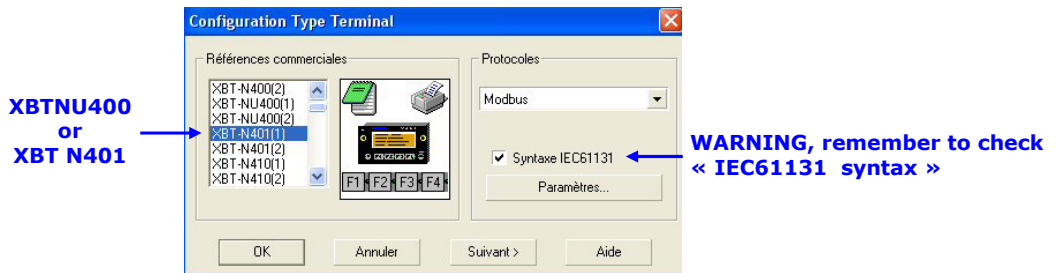 Configuration Type Terminal
Références commerciales
XBT-N400(2)
XBT-NU400(1)
XBT-NU400(2)
XBT-N401(1)
XBT-N401(2)
XBT-N410(1)
XBT-N410(2)
F1 F2 F3 F4
Protocoles
Modbus
Syntaxe IEC61131
Paramètres...
OK
Annuler
Suivant >
Aide
XBTNU400
or
XBT N401
WARNING, remember to check
« IEC61131 syntax »